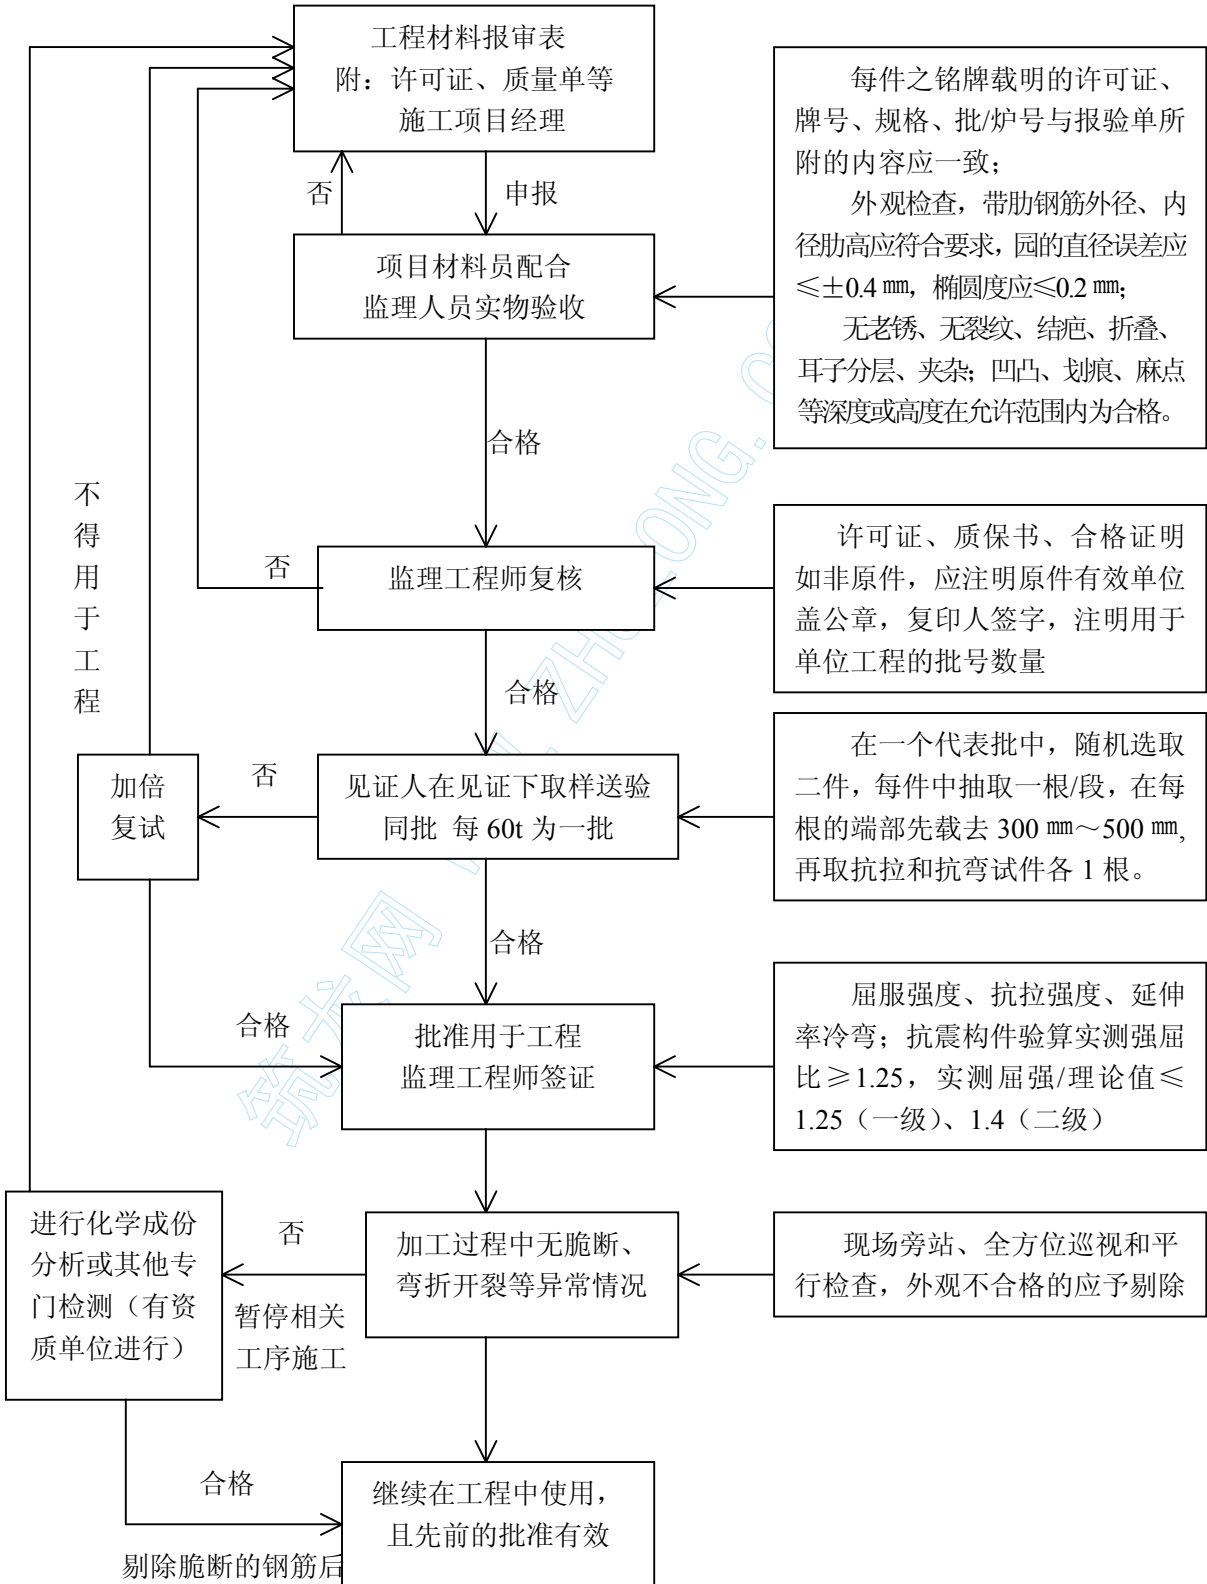 工程材料报审表
附：许可证、质量单等
施工项目经理
每件之铭牌载明的许可证、
牌号、规格、批/炉号与报验单所
附的内容应一致；
外观检查，带肋钢筋外径、内
径肋高应符合要求，园的直径误差应
≤±0.4 ㎜，椭圆度应≤0.2 ㎜；
无老锈、无裂纹、结疤、折叠、
耳子分层、夹杂；凹凸、划痕、麻点
等深度或高度在允许范围内为合格。
否
申报
项目材料员配合
监理人员实物验收
合格
不
得
用
于
工
程
否
监理工程师复核
许可证、质保书、合格证明
如非原件，应注明原件有效单位
盖公章，复印人签字，注明用于
单位工程的批号数量
合格
加倍
复试
否
见证人在见证下取样送验
同批 每 60t 为一批
在一个代表批中，随机选取
二件，每件中抽取一根/段，在每
根的端部先载去 300 ㎜～500 ㎜,
再取抗拉和抗弯试件各 1 根。
合格
合格
批准用于工程
监理工程师签证
屈服强度、抗拉强度、延伸
率冷弯；抗震构件验算实测强屈
比≥1.25，实测屈强/理论值≤
1.25（一级）、1.4（二级）
进行化学成份
分析或其他专
门检测（有资
质单位进行）
否
暂停相关
工序施工
加工过程中无脆断、
弯折开裂等异常情况
现场旁站、全方位巡视和平
行检查，外观不合格的应予剔除
合格
剔除脆断的钢筋后
继续在工程中使用，
且先前的批准有效
筑龙网